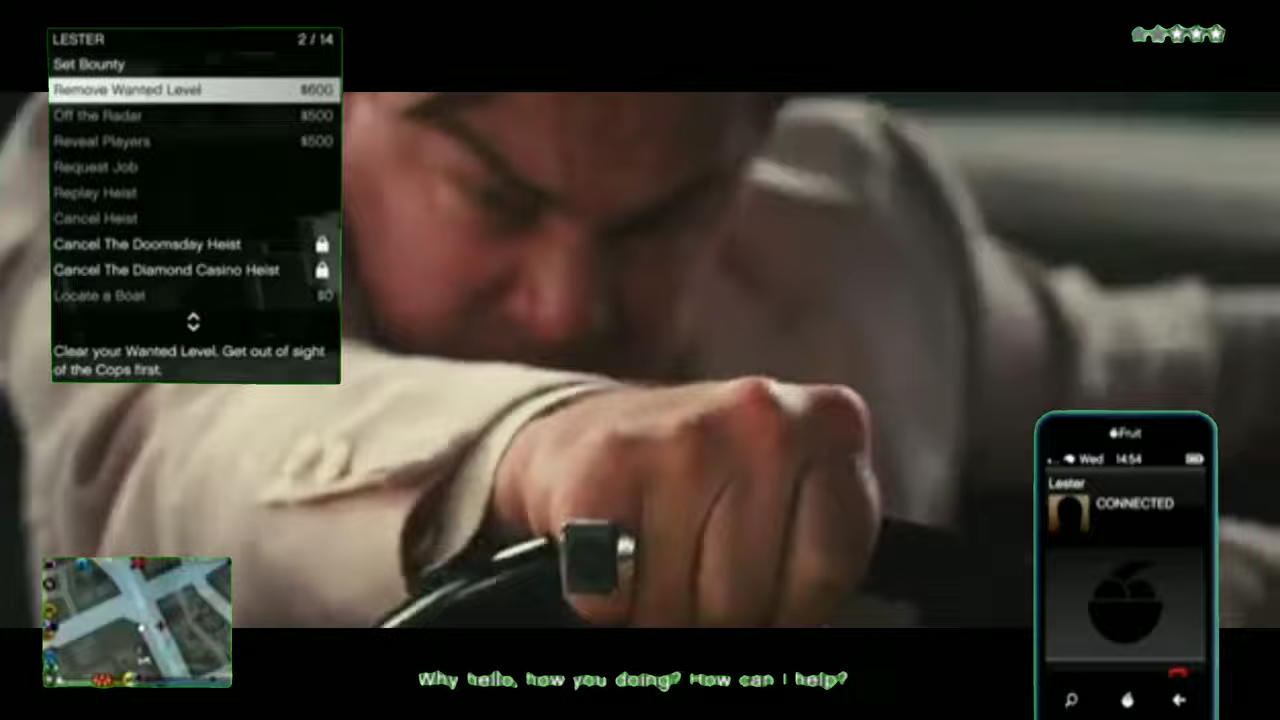 LESTER 2 / 14
Set Bounty
Remove Wanted Level $600
Off the Radar $500
Reveal Players $500
Request Job
Replay Heist
Cancel Heist
Cancel The Doomsday Heist
Cancel The Diamond Casino Heist
Locate a Boat $0
Clear your Wanted Level. Get out of sight
of the Cops first.
Fruit
Wed 14:54
Lester
CONNECTED
Why hello, how you doing? How can I help?